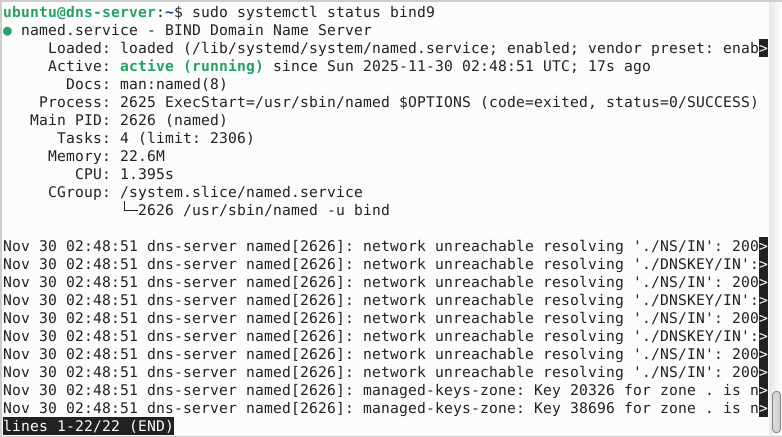 ubuntu@dns-server:~$ sudo systemctl status bind9
● named.service - BIND Domain Name Server
     Loaded: loaded (/lib/systemd/system/named.service; enabled; vendor preset: enab>
     Active: active (running) since Sun 2025-11-30 02:48:51 UTC; 17s ago
       Docs: man:named(8)
    Process: 2625 ExecStart=/usr/sbin/named $OPTIONS (code=exited, status=0/SUCCESS)
   Main PID: 2626 (named)
      Tasks: 4 (limit: 2306)
     Memory: 22.6M
        CPU: 1.395s
     CGroup: /system.slice/named.service
             └─2626 /usr/sbin/named -u bind

Nov 30 02:48:51 dns-server named[2626]: network unreachable resolving './NS/IN': 200>
Nov 30 02:48:51 dns-server named[2626]: network unreachable resolving './DNSKEY/IN':>
Nov 30 02:48:51 dns-server named[2626]: network unreachable resolving './NS/IN': 200>
Nov 30 02:48:51 dns-server named[2626]: network unreachable resolving './DNSKEY/IN':>
Nov 30 02:48:51 dns-server named[2626]: network unreachable resolving './NS/IN': 200>
Nov 30 02:48:51 dns-server named[2626]: network unreachable resolving './DNSKEY/IN':>
Nov 30 02:48:51 dns-server named[2626]: network unreachable resolving './NS/IN': 200>
Nov 30 02:48:51 dns-server named[2626]: network unreachable resolving './NS/IN': 200>
Nov 30 02:48:51 dns-server named[2626]: managed-keys-zone: Key 20326 for zone . is n>
Nov 30 02:48:51 dns-server named[2626]: managed-keys-zone: Key 38696 for zone . is n>
lines 1-22/22 (END)